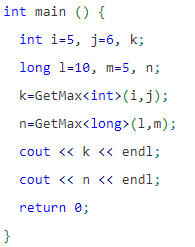 int main () {
int i=5, j=6, k;
long l=10, m=5, n;
k=GetMax<int>(i,j);
n=GetMax<long>(l,m);
cout << k << endl;
cout << n << endl;
return 0;
}